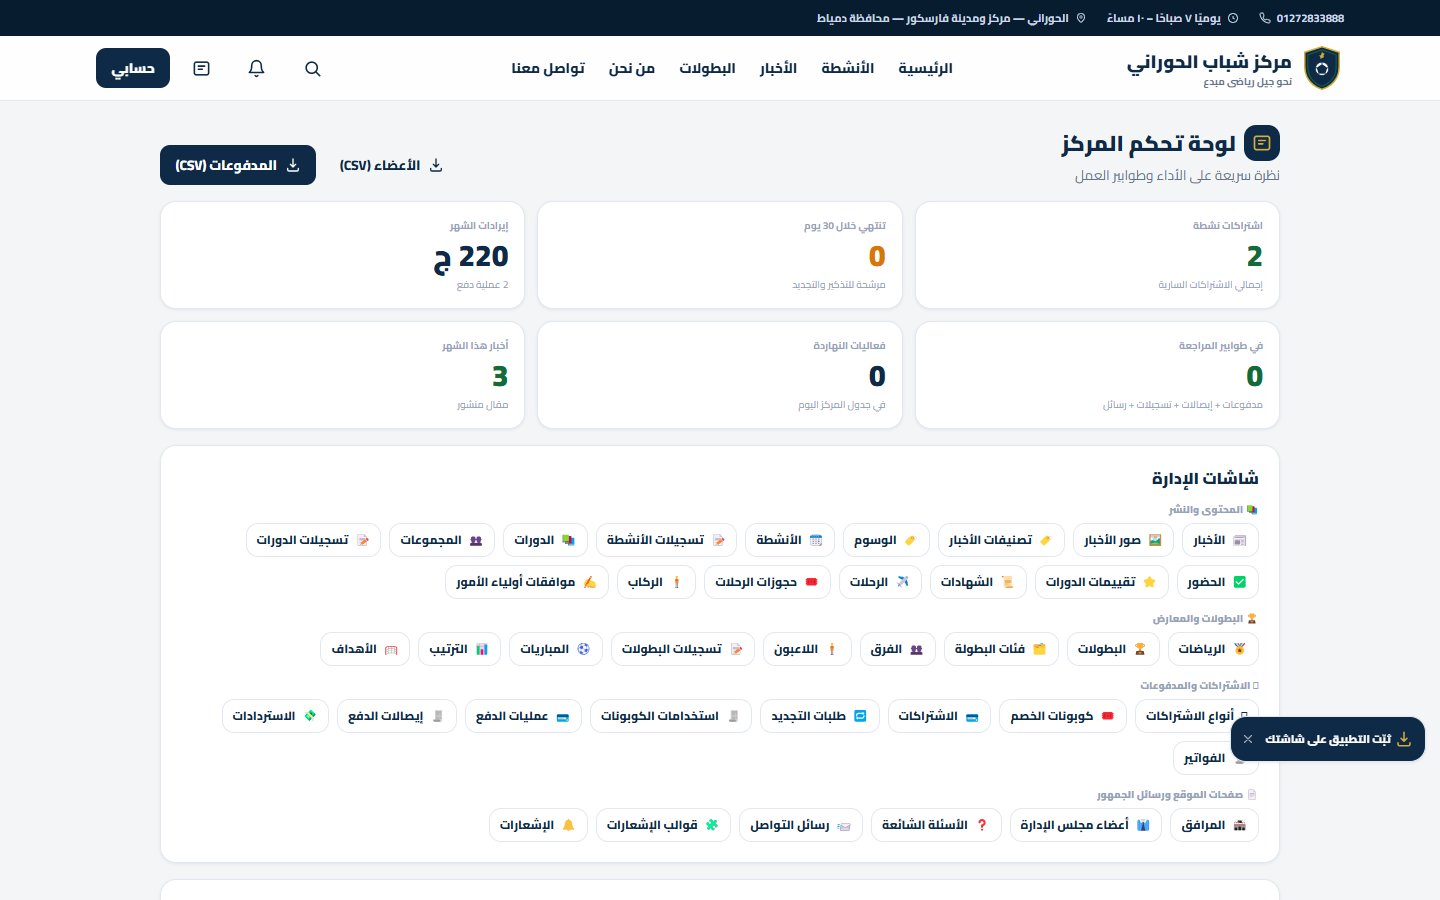 01272833888 يوميًا ٧ صباحًا – ١٠ مساءً الحوراني — مركز ومدينة فارسكور — محافظة دمياط
مركز شباب الحوراني
نحو جيل رياضي مبدع
الرئيسية الأنشطة الأخبار البطولات من نحن تواصل معنا
حسابي
لوحة تحكم المركز
نظرة سريعة على الأداء وطوابير العمل
الأعضاء (CSV) المدفوعات (CSV)
اشتراكات نشطة
2
إجمالي الاشتراكات السارية
تنتهي خلال 30 يوم
0
مرشحة للتذكير والتجديد
إيرادات الشهر
220 ج
2 عملية دفع
في طوابير المراجعة
0
مدفوعات + إيصالات + تسجيلات + رسائل
فعاليات النهاردة
0
في جدول المركز اليوم
أخبار هذا الشهر
3
مقال منشور
شاشات الإدارة
المحتوى والنشر
الأخبار صور الأخبار تصنيفات الأخبار الوسوم الأنشطة تسجيلات الأنشطة الدورات المجموعات تسجيلات الدورات
الحضور تقييمات الدورات الشهادات الرحلات حجوزات الرحلات الركاب موافقات أولياء الأمور
البطولات والمعارض
الرياضات البطولات فئات البطولة الفرق اللاعبون تسجيلات البطولات المباريات الترتيب الأهداف
الاشتراكات والمدفوعات
أنواع الاشتراكات كوبونات الخصم الاشتراكات طلبات التجديد استخدامات الكوبونات عمليات الدفع إيصالات الدفع الاستردادات
ثبّت التطبيق على شاشتك
الفواتير
صفحات الموقع ورسائل الجمهور
المرافق أعضاء مجلس الإدارة الأسئلة الشائعة رسائل التواصل قوالب الإشعارات الإشعارات